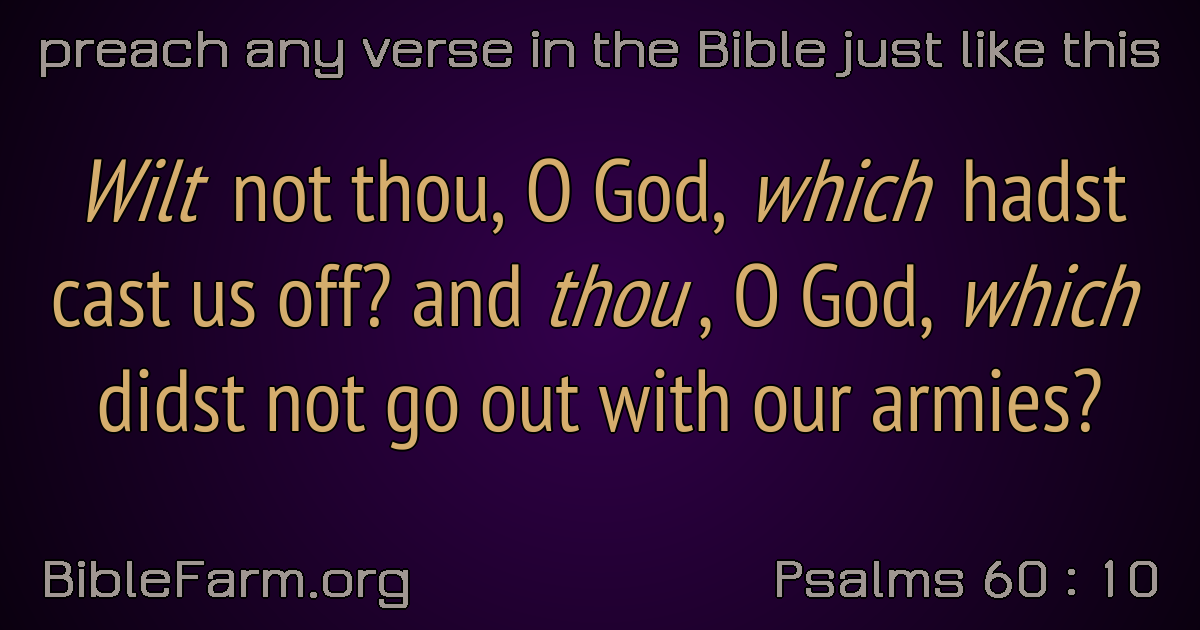 preach any verse in the Bible just like this
Wilt not thou, O God, which hadst
cast us off? and thou , O God, which
didst not go out with our armies?
BibleFarm.org
Psalms 60 : 10